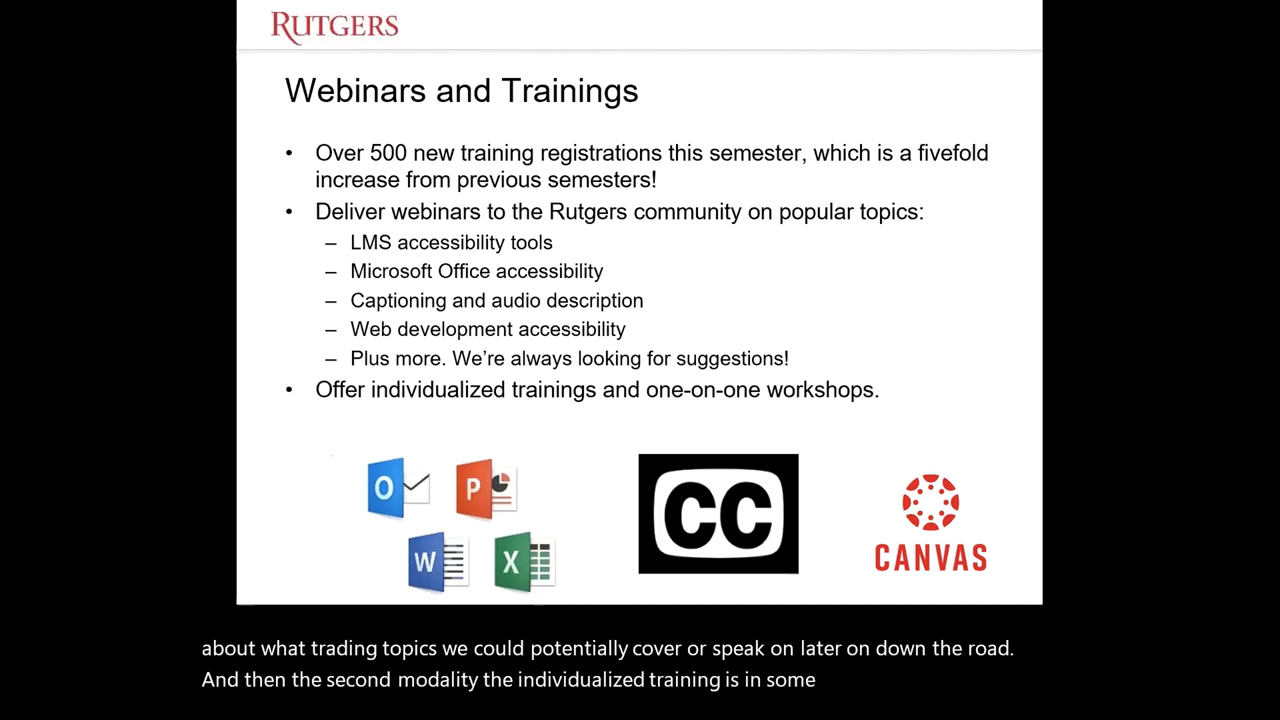 RUTGERS
Webinars and Trainings
• Over 500 new training registrations this semester, which is a fivefold
increase from previous semesters!
• Deliver webinars to the Rutgers community on popular topics:
– LMS accessibility tools
– Microsoft Office accessibility
– Captioning and audio description
– Web development accessibility
– Plus more. We're always looking for suggestions!
• Offer individualized trainings and one-on-one workshops.
O P
W X
CC
CANVAS
about what trading topics we could potentially cover or speak on later on down the road.
And then the second modality the individualized training is in some